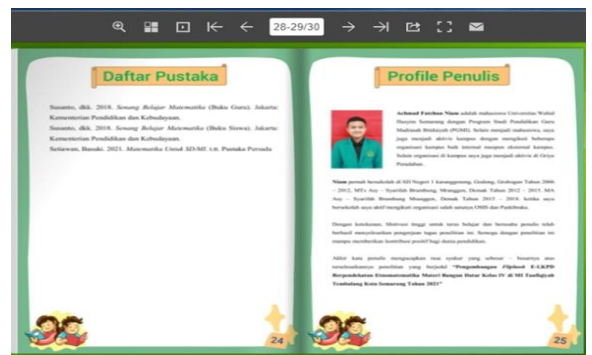 28-29/30
Daftar Pustaka
Susanto, dkk. 2018. Senang Belajar Matematika (Buku Guru). Jakarta:
Kementerian Pendidikan dan Kebudayaan.
Susanto, dkk. 2018. Senang Belajar Matematika (Buku Siswa). Jakarta:
Kementerian Pendidikan dan Kebudayaan.
Setiawan, Basuki. 2021. Matematika Untuk SD/MI. t.n. Pustaka Persada
24
Profile Penulis
Achmad Fatchun Niam adalah mahasiswa Universitas Wahid
Hasyim Semarang dengan Program Studi Pendidikan Guru
Madrasah Ibtidaiyah (PGMI). Selain menjadi mahasiswa, saya
juga menjadi aktivis kampus dengan mengikuti beberapa
organisasi kampus baik internal maupun eksternal kampus.
Selain organisasi di kampus saya juga menjadi aktivis di Griya
Peradaban.
Niam pernah bersekolah di SD Negeri 1 karanggeneng, Godong, Grobogan Tahun 2006
– 2012, MTs Asy – Syarifah Brumbung, Mranggen, Demak Tahun 2012 – 2015. MA
Asy – Syarifah Brumbung Mranggen, Demak Tahun 2015 – 2018. ketika saya
bersekolah saya aktif mengikuti organisasi salah satunya OSIS dan Paskibraka.
Dengan ketekunan, Motivasi tinggi untuk terus belajar dan berusaha penulis telah
berhasil menyelesaikan pengerjaan tugas penelitian ini. Semoga dengan penelitian ini
mampu memberikan kontribusi positif bagi dunia pendidikan.
Akhir kata penulis mengucapkan rasa syukur yang sebesar – besarnya atas
terselesaikannya penelitian yang berjudul "Pengembangan Flipbook E-LKPD
Berpendekatan Etnomatematika Materi Bangun Datar Kelas IV di MI Taufiqiyah
Tembalang Kota Semarang Tahun 2021"
25